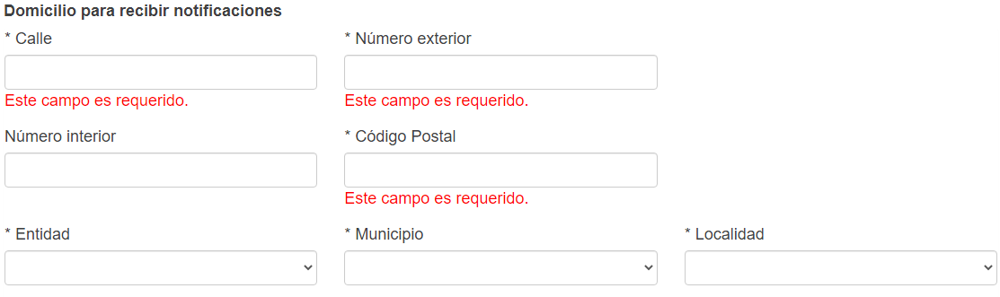 Domicilio para recibir notificaciones
* Calle
* Número exterior
Este campo es requerido.
Este campo es requerido.
Número interior
* Código Postal
Este campo es requerido.
* Entidad
* Municipio
* Localidad